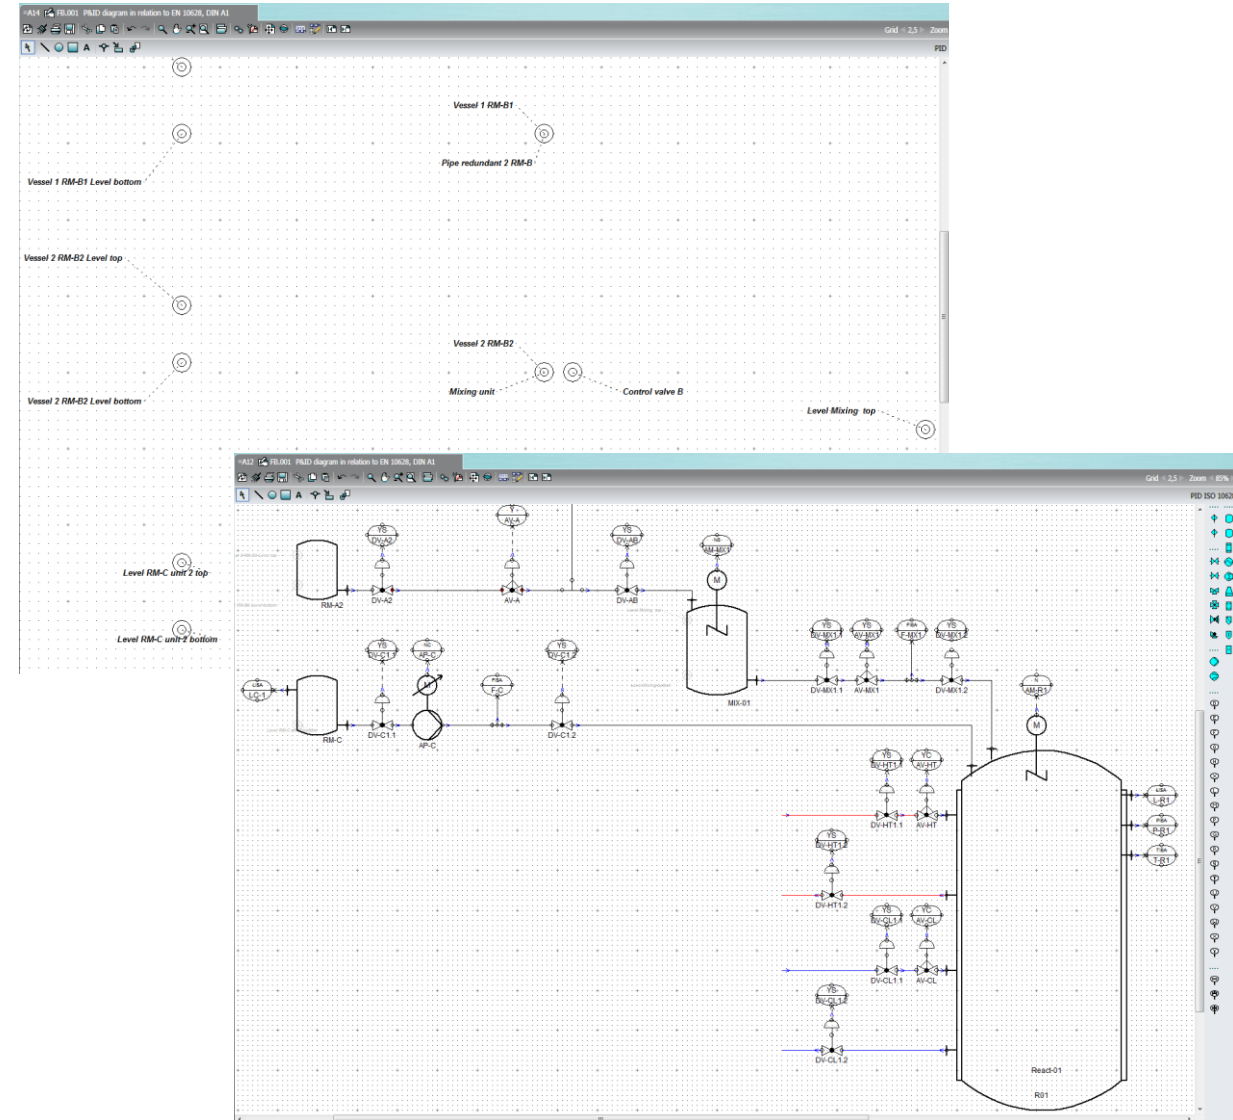 =A14 FB.001 P&ID diagram in relation to EN 10628, DIN A1
Grid 2,5 Zoom
A
PID
Vessel 1 RM-B1
Pipe redundant 2 RM-B
Vessel 1 RM-B1 Level bottom
Vessel 2 RM-B2 Level top
Vessel 2 RM-B2
Mixing unit
Control valve B
Vessel 2 RM-B2 Level bottom
Level Mixing top
Level RM-C unit 2 top
Level RM-C unit 2 bottom
=A12 FB.001 P&ID diagram in relation to EN 10628, DIN A1
Grid 2,5 Zoom 85%
A
PID ISO 1062
YS
DV-A2
V
AV-A
YS
DV-AB
NS
AM-MX1
M
RM-A2
DV-A2
AV-A
DV-AB
YS
DV-C1.1
AP-C
PISA
F-C
YS
DV-C1.2
YS
DV-MX1.1
YS
AV-MX1
F-MX1
YS
DV-MX1.2
LISA
LC-1
M
MIX-01
DV-MX1.1
AV-MX1
DV-MX1.2
N
AM-R1
M
RM-C
DV-C1.1
AP-C
DV-C1.2
YS
DV-HT1.1
YC
AV-HT
LISA
L-R1
DV-HT1.1
AV-HT
PISA
P-R1
YS
DV-HT1.2
TISA
T-R1
DV-HT1.2
YS
DV-CL1.1
YC
AV-CL
DV-CL1.1
AV-CL
YS
DV-CL1.2
DV-CL1.2
React-01
R01